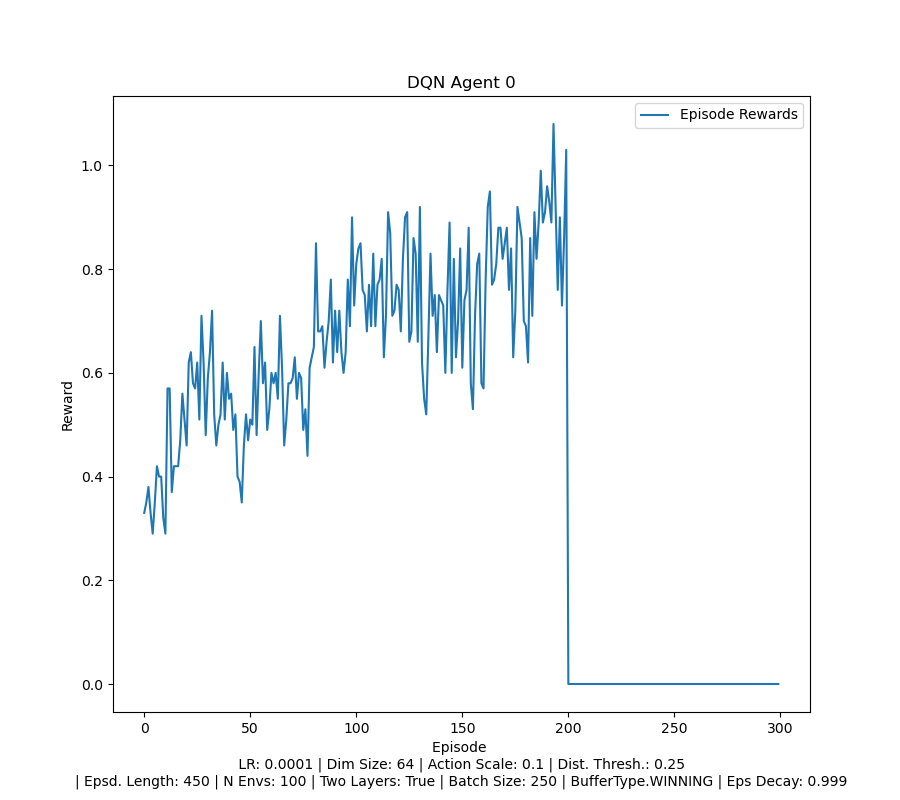 DQN Agent 0
Episode Rewards
1.0
0.8
0.6
0.4
0.2
0.0
Reward
0 50 100 150 200 250 300
Episode
LR: 0.0001 | Dim Size: 64 | Action Scale: 0.1 | Dist. Thresh.: 0.25
| Epsd. Length: 450 | N Envs: 100 | Two Layers: True | Batch Size: 250 | BufferType.WINNING | Eps Decay: 0.999